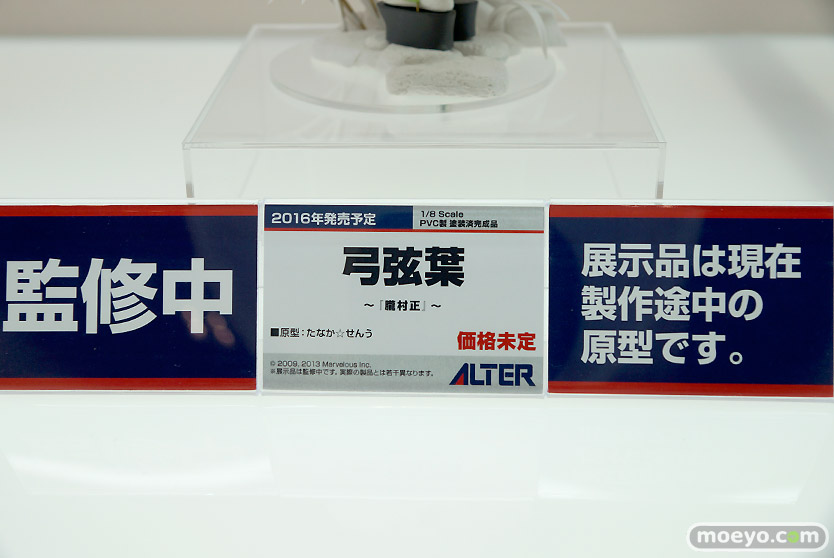 監修中
2016年発売予定
1/8 Scale
PVC製 塗装済完成品
弓弦葉
～『朧村正』～
■原型：たなか☆せんう
価格未定
© 2009, 2013 Marvelous Inc.
※展示品は監修中です。実際の製品とは若干異なります。
ALTER
展示品は現在
製作途中の
原型です。
moeyo.com